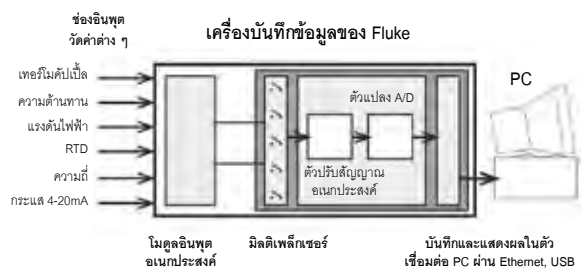 ช่องอินพุต
วัดค่าต่าง ๆ
เครื่องบันทึกข้อมูลของ Fluke
เทอร์โมคัปเปิ้ล
ความต้านทาน
แรงดันไฟฟ้า
RTD
ความถี่
กระแส 4-20mA
ตัวแปลง A/D
ตัวปรับสัญญาณ
อเนกประสงค์
PC
โมดูลอินพุต
อเนกประสงค์
มัลติเพล็กเซอร์
บันทึกและแสดงผลในตัว
เชื่อมต่อ PC ผ่าน Ethernet, USB